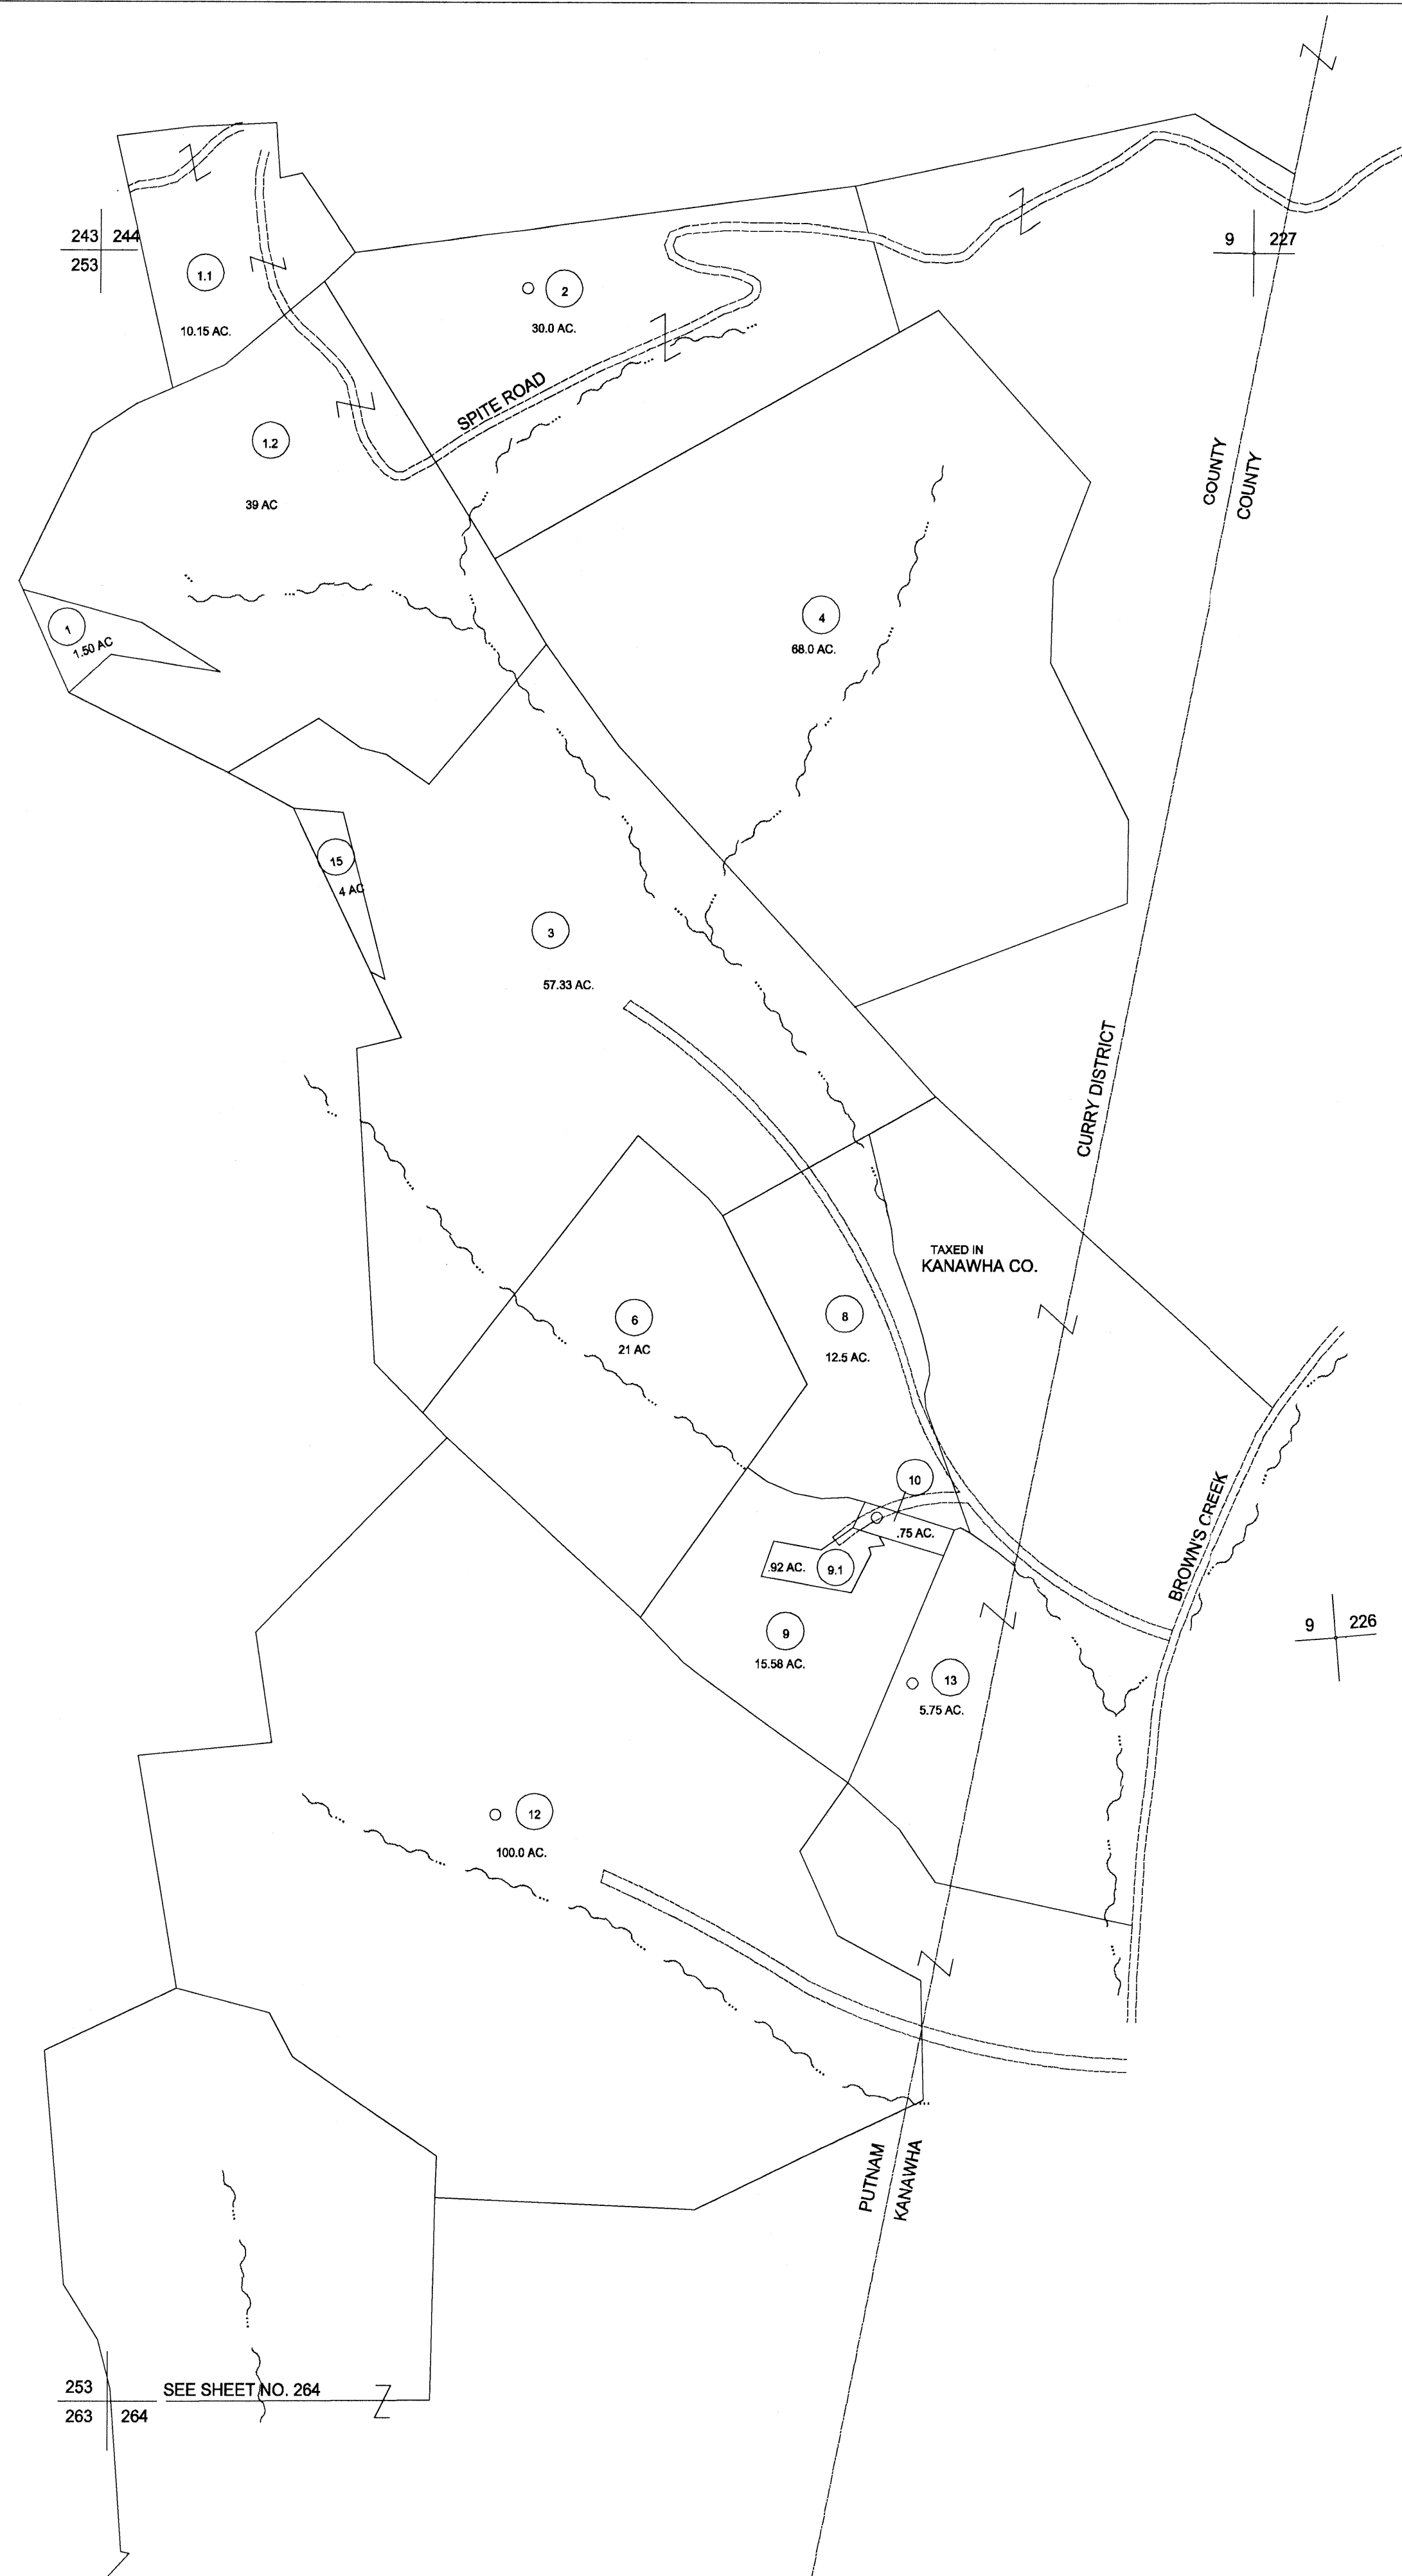 243 244
253
9 227
1.1
10.15 AC.
2
30.0 AC.
SPITE ROAD
1.2
39 AC
COUNTY
COUNTY
1
1.50 AC
4
68.0 AC.
15
4 AC
3
57.33 AC.
CURRY DISTRICT
TAXED IN
KANAWHA CO.
6
21 AC
8
12.5 AC.
10
.75 AC.
.92 AC.
9.1
BROWN'S CREEK
9
15.58 AC.
9 226
13
5.75 AC.
12
100.0 AC.
PUTNAM
KANAWHA
253
SEE SHEET NO. 264
263 264